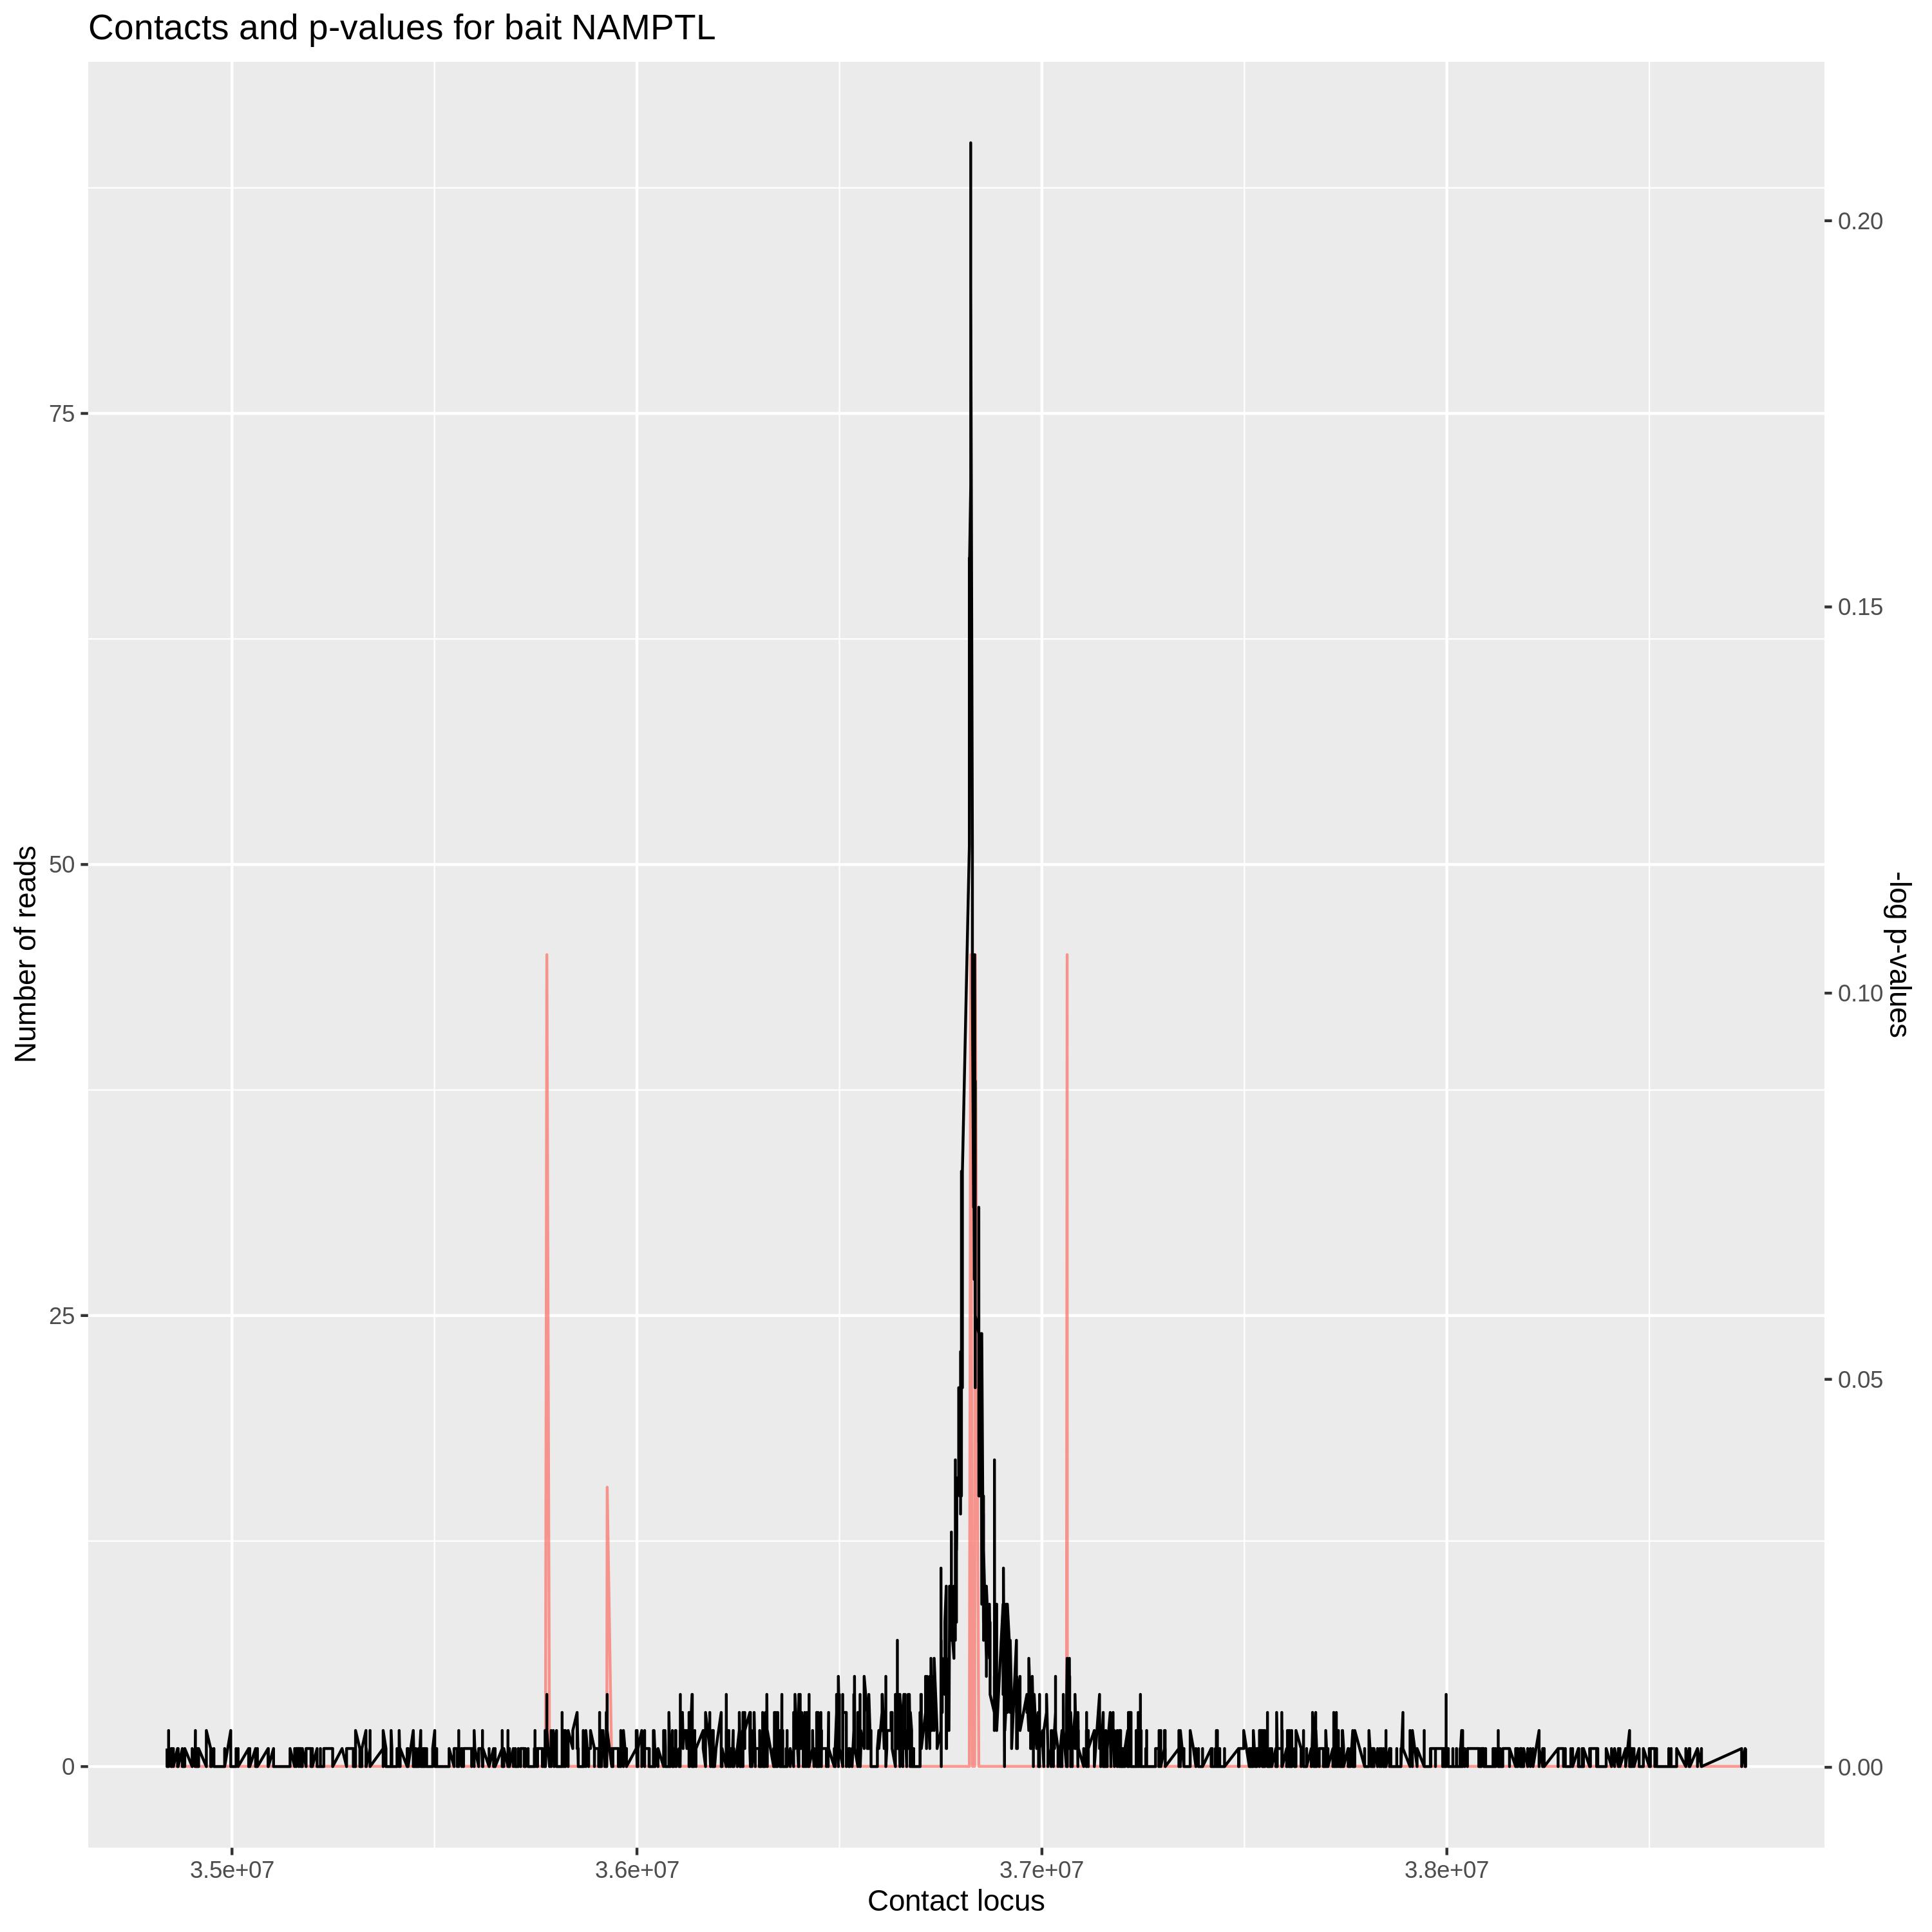 Contacts and p-values for bait NAMPTL
Number of reads
75
50
25
0
0.20
0.15
0.10
0.05
0.00
-log p-values
3.5e+07
3.6e+07
3.7e+07
3.8e+07
Contact locus